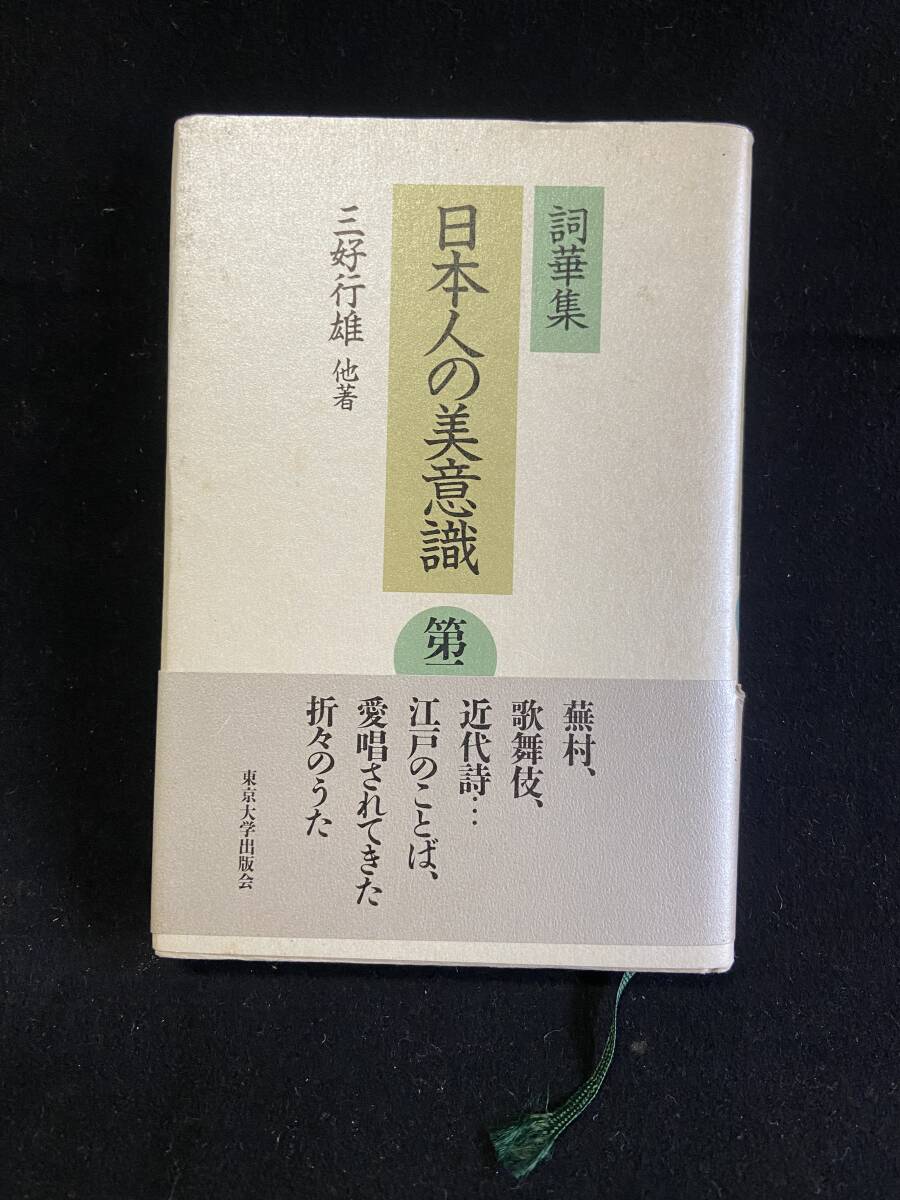 詞華集
日本人の美意識
第
三好行雄 他著
蕪村、
歌舞伎、
近代詩…
江戸のことば、
愛唱されてきた
折々のうた
東京大学出版会